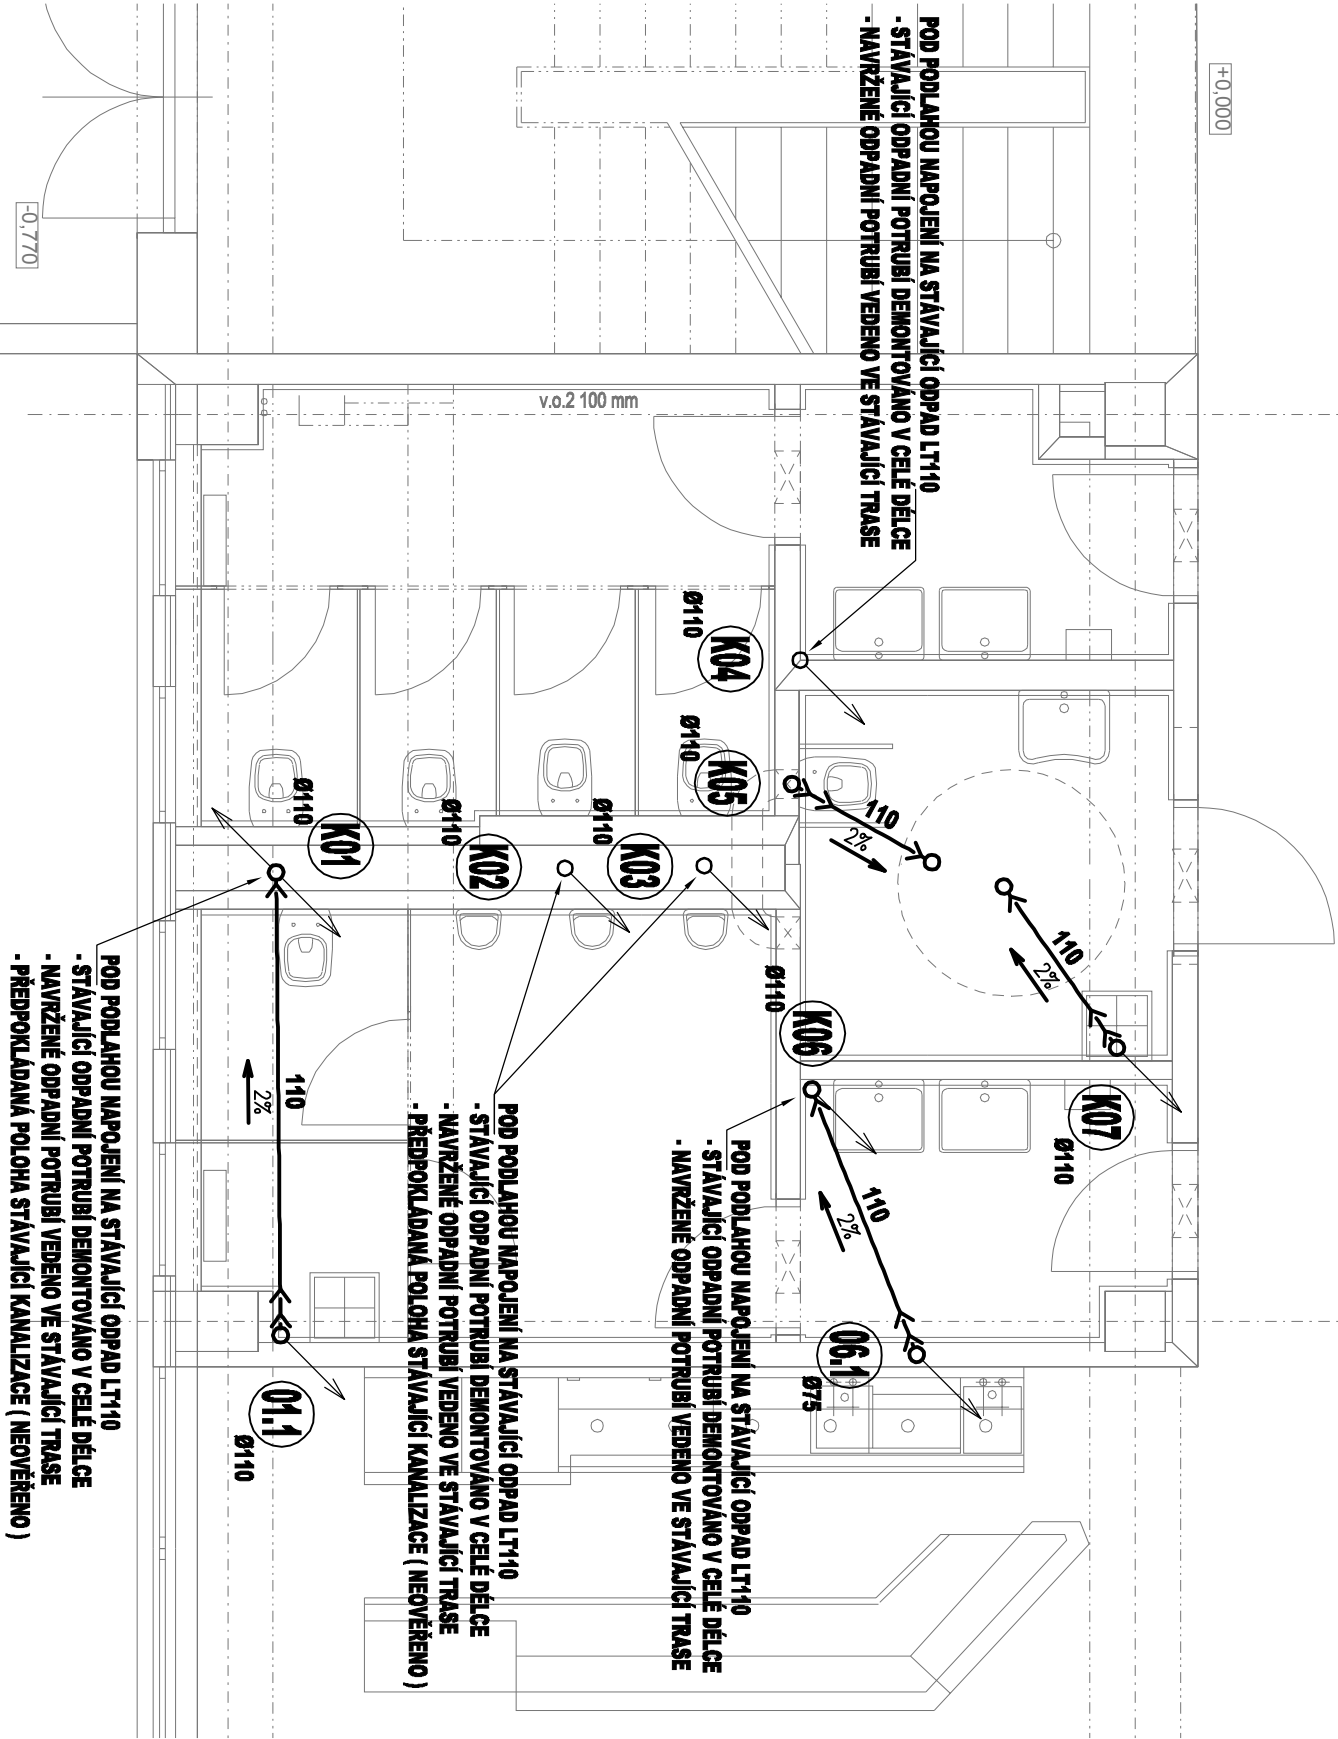 +0,000
-0,770
POD PODLAHOU NAPOJENÍ NA STÁVAJÍCÍ ODPAD LT110
- STÁVAJÍCÍ ODPADNÍ POTRUBÍ DEMONTOVÁNO V CELÉ DÉLCE
- NAVRŽENÉ ODPADNÍ POTRUBÍ VEDENO VE STÁVAJÍCÍ TRASE
v.o.2 100 mm
Ø110
K04
Ø110
K05
110
2%
Ø110
K01
Ø110
K02
Ø110
K03
110
2%
Ø110
K06
K07
Ø110
110
2%
110
2%
06.1
Ø75
01.1
Ø110
POD PODLAHOU NAPOJENÍ NA STÁVAJÍCÍ ODPAD LT110
- STÁVAJÍCÍ ODPADNÍ POTRUBÍ DEMONTOVÁNO V CELÉ DÉLCE
- NAVRŽENÉ ODPADNÍ POTRUBÍ VEDENO VE STÁVAJÍCÍ TRASE
POD PODLAHOU NAPOJENÍ NA STÁVAJÍCÍ ODPAD LT110
- STÁVAJÍCÍ ODPADNÍ POTRUBÍ DEMONTOVÁNO V CELÉ DÉLCE
- NAVRŽENÉ ODPADNÍ POTRUBÍ VEDENO VE STÁVAJÍCÍ TRASE
- PŘEDPOKLÁDANÁ POLOHA STÁVAJÍCÍ KANALIZACE ( NEOVĚŘENO )
POD PODLAHOU NAPOJENÍ NA STÁVAJÍCÍ ODPAD LT110
- STÁVAJÍCÍ ODPADNÍ POTRUBÍ DEMONTOVÁNO V CELÉ DÉLCE
- NAVRŽENÉ ODPADNÍ POTRUBÍ VEDENO VE STÁVAJÍCÍ TRASE
- PŘEDPOKLÁDANÁ POLOHA STÁVAJÍCÍ KANALIZACE ( NEOVĚŘENO )